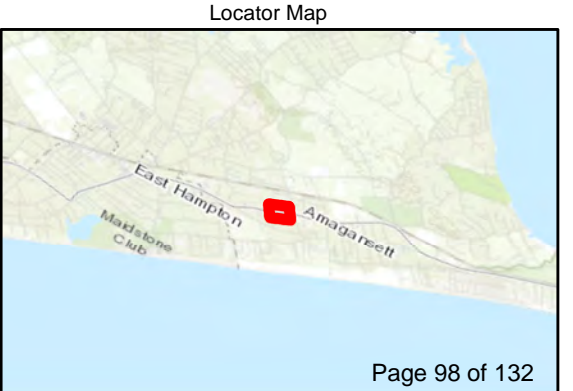 Locator Map
East Hampton
Amagansett
Maidstone
Club
Page 98 of 132